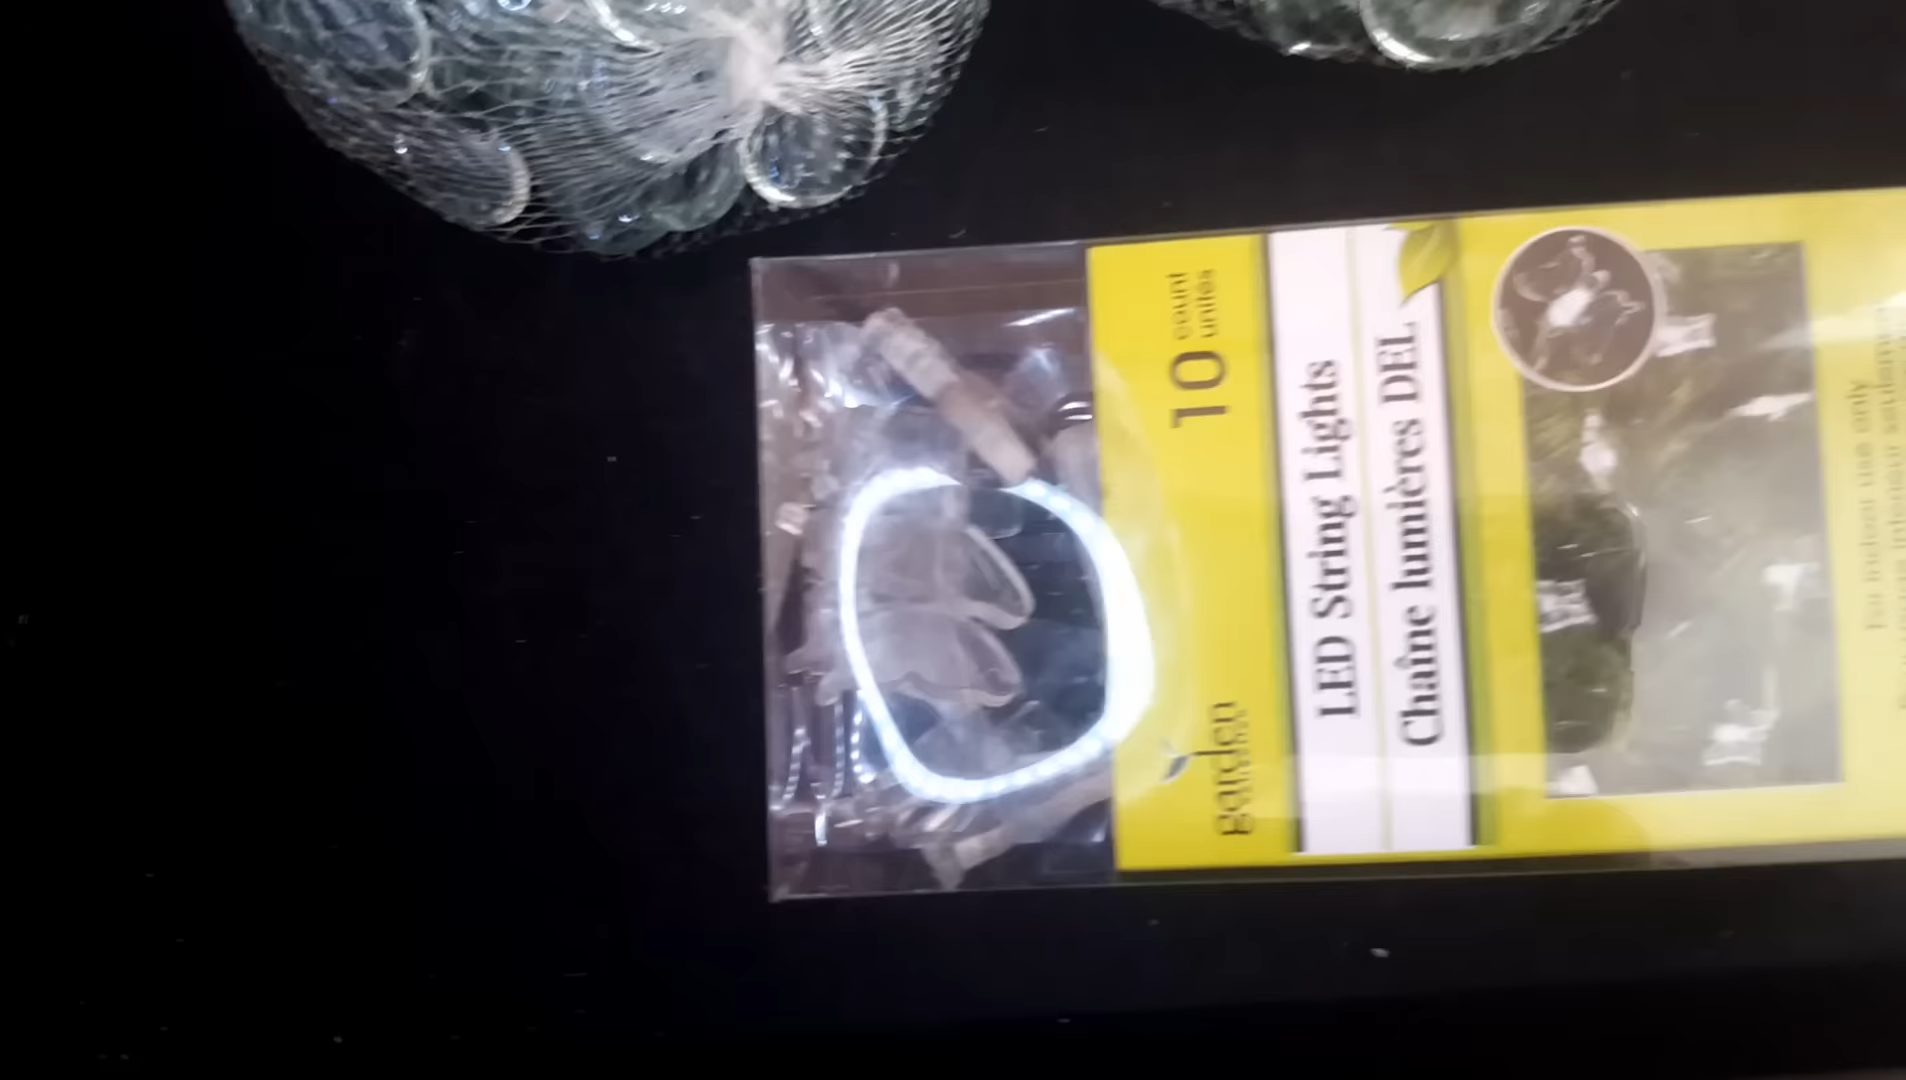 10 count
unités
LED String Lights
Chaîne lumières DEL
garden
For indoor use only